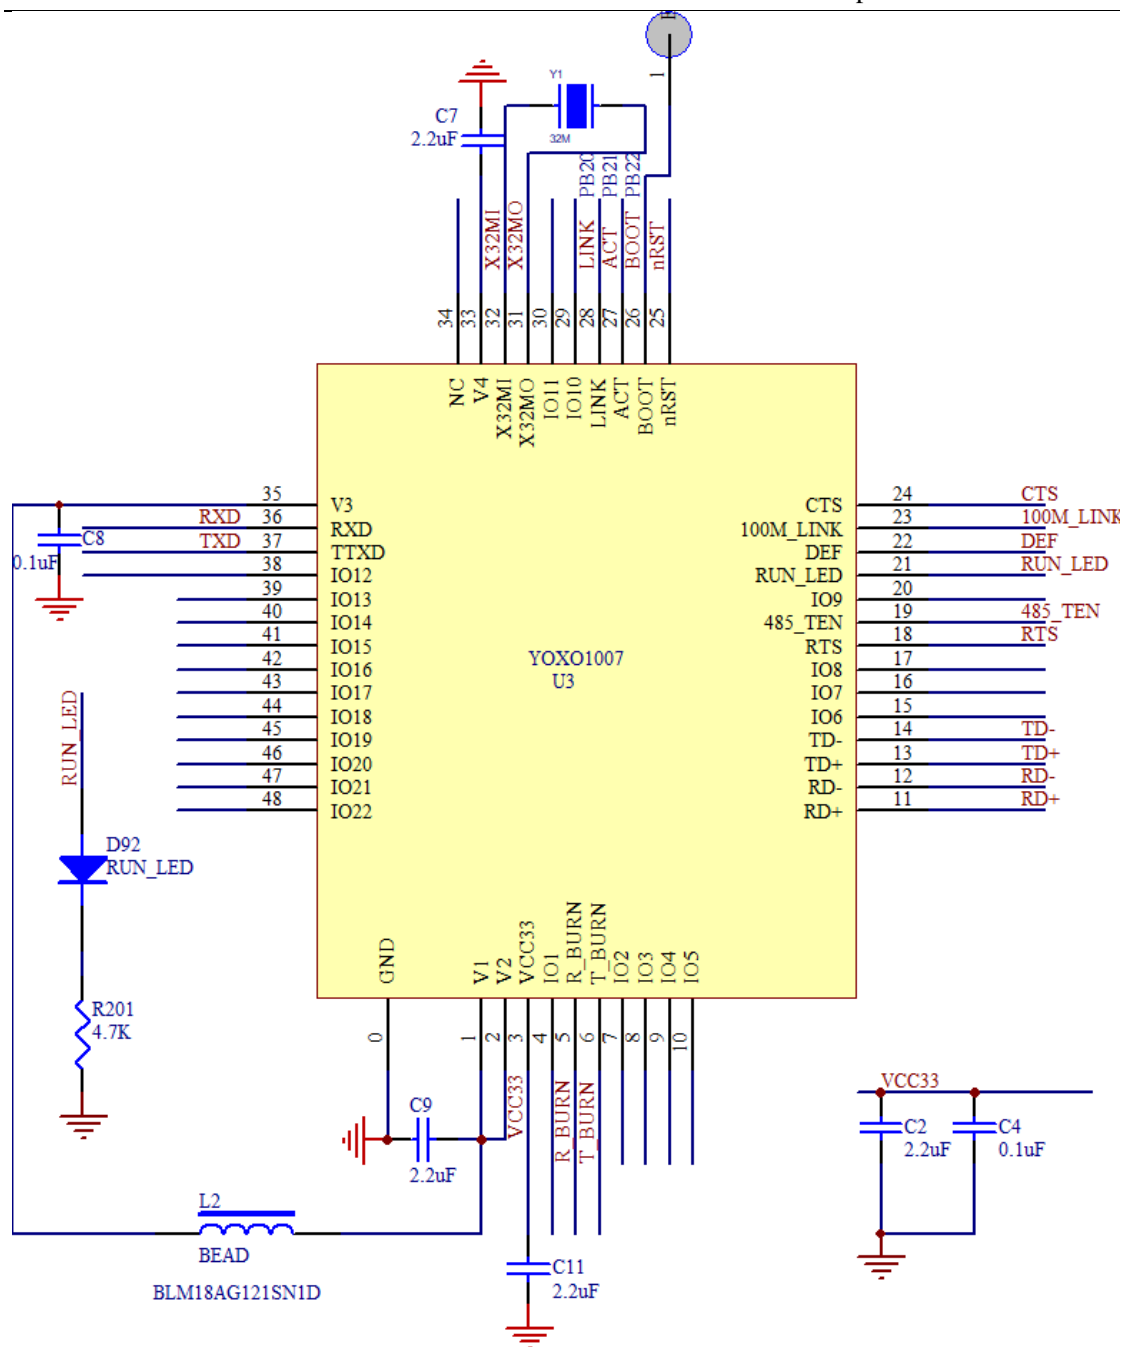 1
Y1
C7
2.2uF
32M
PB20
PB21
PB22
X32MI
X32MO
LINK
ACT
BOOT
nRST
34
33
32
31
30
29
28
27
26
25
NC
V4
X32MI
X32MO
IO11
IO10
LINK
ACT
BOOT
nRST
35 V3
RXD 36 RXD
TXD 37 TTXD
38 IO12
39 IO13
40 IO14
41 IO15
42 IO16
43 IO17
44 IO18
45 IO19
46 IO20
47 IO21
48 IO22
C8
0.1uF
CTS 24 CTS
100M_LINK 23 100M_LINK
DEF 22 DEF
RUN_LED 21 RUN_LED
IO9 20
485_TEN 19 485_TEN
RTS 18 RTS
IO8 17
IO7 16
IO6 15
TD- 14 TD-
TD+ 13 TD+
RD- 12 RD-
RD+ 11 RD+
YOXO1007
U3
RUN_LED
D92
RUN_LED
R201
4.7K
GND
V1
V2
VCC33
IO1
R_BURN
T_BURN
IO2
IO3
IO4
IO5
0
1
2
3
4
5
6
7
8
9
10
VCC33
R_BURN
T_BURN
C9
2.2uF
L2
BEAD
BLM18AG121SN1D
C11
2.2uF
VCC33
C2
2.2uF
C4
0.1uF